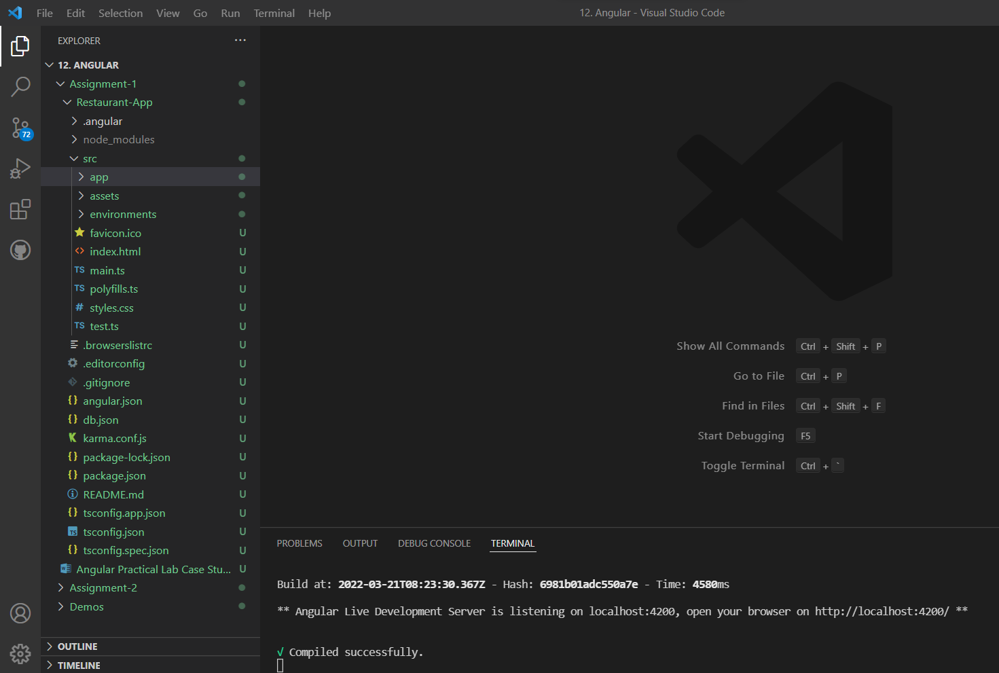 File Edit Selection View Go Run Terminal Help 12. Angular - Visual Studio Code
EXPLORER ...
12. ANGULAR
Assignment-1
Restaurant-App
.angular
node_modules
src
app
assets
environments
favicon.ico U
index.html U
TS main.ts U
TS polyfills.ts U
# styles.css U
TS test.ts U
.browserslistrc U
.editorconfig U
.gitignore U
{} angular.json U
{} db.json U
karma.conf.js U
{} package-lock.json U
{} package.json U
README.md U
{} tsconfig.app.json U
TS tsconfig.json U
{} tsconfig.spec.json U
Angular Practical Lab Case Stu... U
Assignment-2
Demos
OUTLINE
TIMELINE
72
Show All Commands Ctrl + Shift + P
Go to File Ctrl + P
Find in Files Ctrl + Shift + F
Start Debugging F5
Toggle Terminal Ctrl + `
PROBLEMS OUTPUT DEBUG CONSOLE TERMINAL
Build at: 2022-03-21T08:23:30.367Z - Hash: 6981b01adc550a7e - Time: 4580ms
** Angular Live Development Server is listening on localhost:4200, open your browser on http://localhost:4200/ **
√ Compiled successfully.